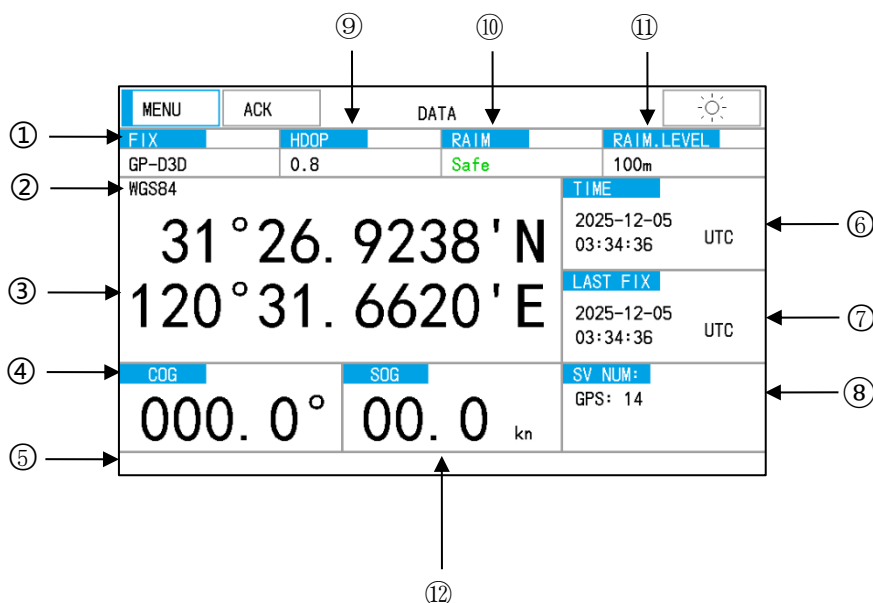 ⑨ ⑩ ⑪
MENU ACK DATA
① FIX HDOP RAIM RAIM.LEVEL
GP-D3D 0.8 Safe 100m
② WGS84 TIME
31°26.9238'N 2025-12-05 03:34:36 UTC ⑥
③ 120°31.6620'E LAST FIX
2025-12-05 03:34:36 UTC ⑦
④ COG SOG SV NUM:
000.0° 00.0 kn GPS: 14 ⑧
⑤
⑫